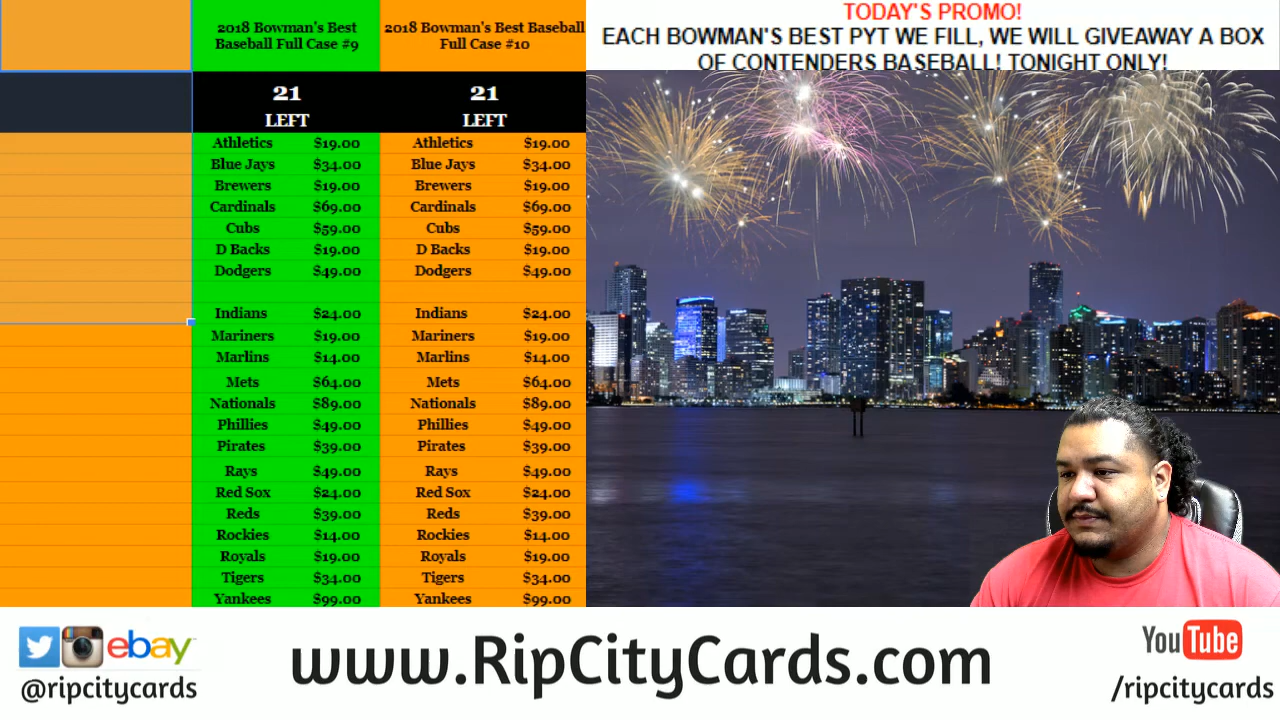 2018 Bowman's Best
Baseball Full Case #9
2018 Bowman's Best Baseball
Full Case #10
TODAY'S PROMO!
EACH BOWMAN'S BEST PYT WE FILL, WE WILL GIVEAWAY A BOX
OF CONTENDERS BASEBALL! TONIGHT ONLY!
21 21
LEFT LEFT
Athletics $19.00 Athletics $19.00
Blue Jays $34.00 Blue Jays $34.00
Brewers $19.00 Brewers $19.00
Cardinals $69.00 Cardinals $69.00
Cubs $59.00 Cubs $59.00
D Backs $19.00 D Backs $19.00
Dodgers $49.00 Dodgers $49.00
Indians $24.00 Indians $24.00
Mariners $19.00 Mariners $19.00
Marlins $14.00 Marlins $14.00
Mets $64.00 Mets $64.00
Nationals $89.00 Nationals $89.00
Phillies $49.00 Phillies $49.00
Pirates $39.00 Pirates $39.00
Rays $49.00 Rays $49.00
Red Sox $24.00 Red Sox $24.00
Reds $39.00 Reds $39.00
Rockies $14.00 Rockies $14.00
Royals $19.00 Royals $19.00
Tigers $34.00 Tigers $34.00
Yankees $99.00 Yankees $99.00
ebay
@ripcitycards
www.RipCityCards.com
YouTube
/ripcitycards